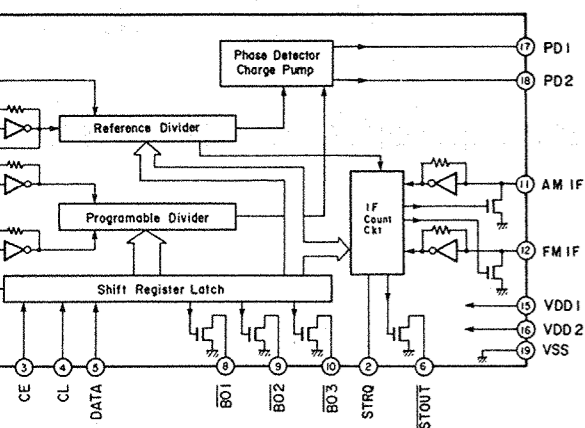 Phase Detector
Charge Pump
17 PD1
18 PD2
Reference Divider
11 AM IF
IF
Count
Ckt
Programable Divider
12 FM IF
Shift Register Latch
15 VDD1
16 VDD2
19 VSS
3 4 5 8 9 10 2 6
CE CL DATA BO1 BO2 BO3 STRQ STOUT